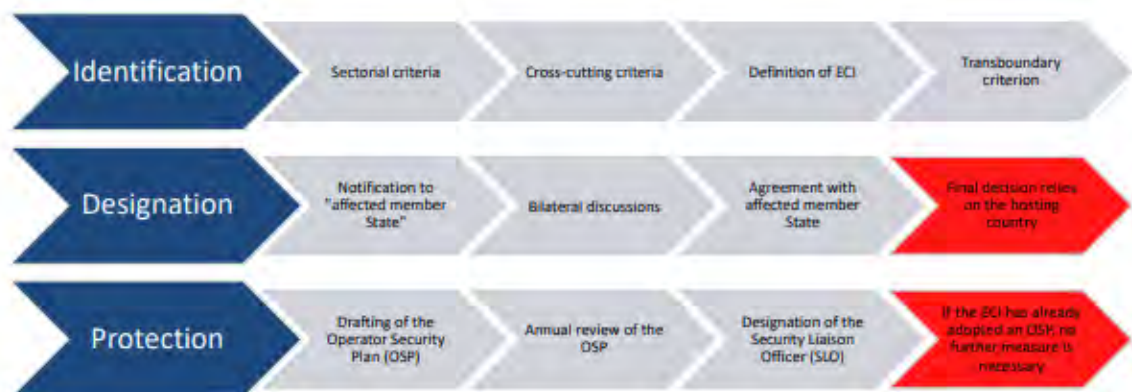 Identification
Sectorial criteria
Cross-cutting criteria
Definition of ECI
Transboundary
criterion
Designation
Notification to
"affected member
State"
Bilateral discussions
Agreement with
affected member
State
Final decision relies
on the hosting
country
Protection
Drafting of the
Operator Security
Plan (OSP)
Annual review of the
OSP
Designation of the
Security Liaison
Officer (SLO)
If the ECI has already
adopted an OSP, no
further measure is
necessary